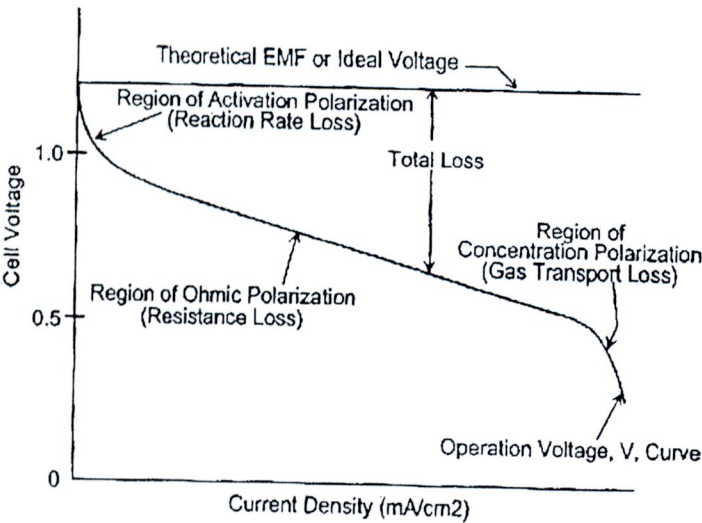 Theoretical EMF or Ideal Voltage
Region of Activation Polarization
(Reaction Rate Loss)
1.0
Total Loss
Cell Voltage
Region of
Concentration Polarization
(Gas Transport Loss)
Region of Ohmic Polarization
(Resistance Loss)
0.5
Operation Voltage, V, Curve
0
Current Density (mA/cm2)